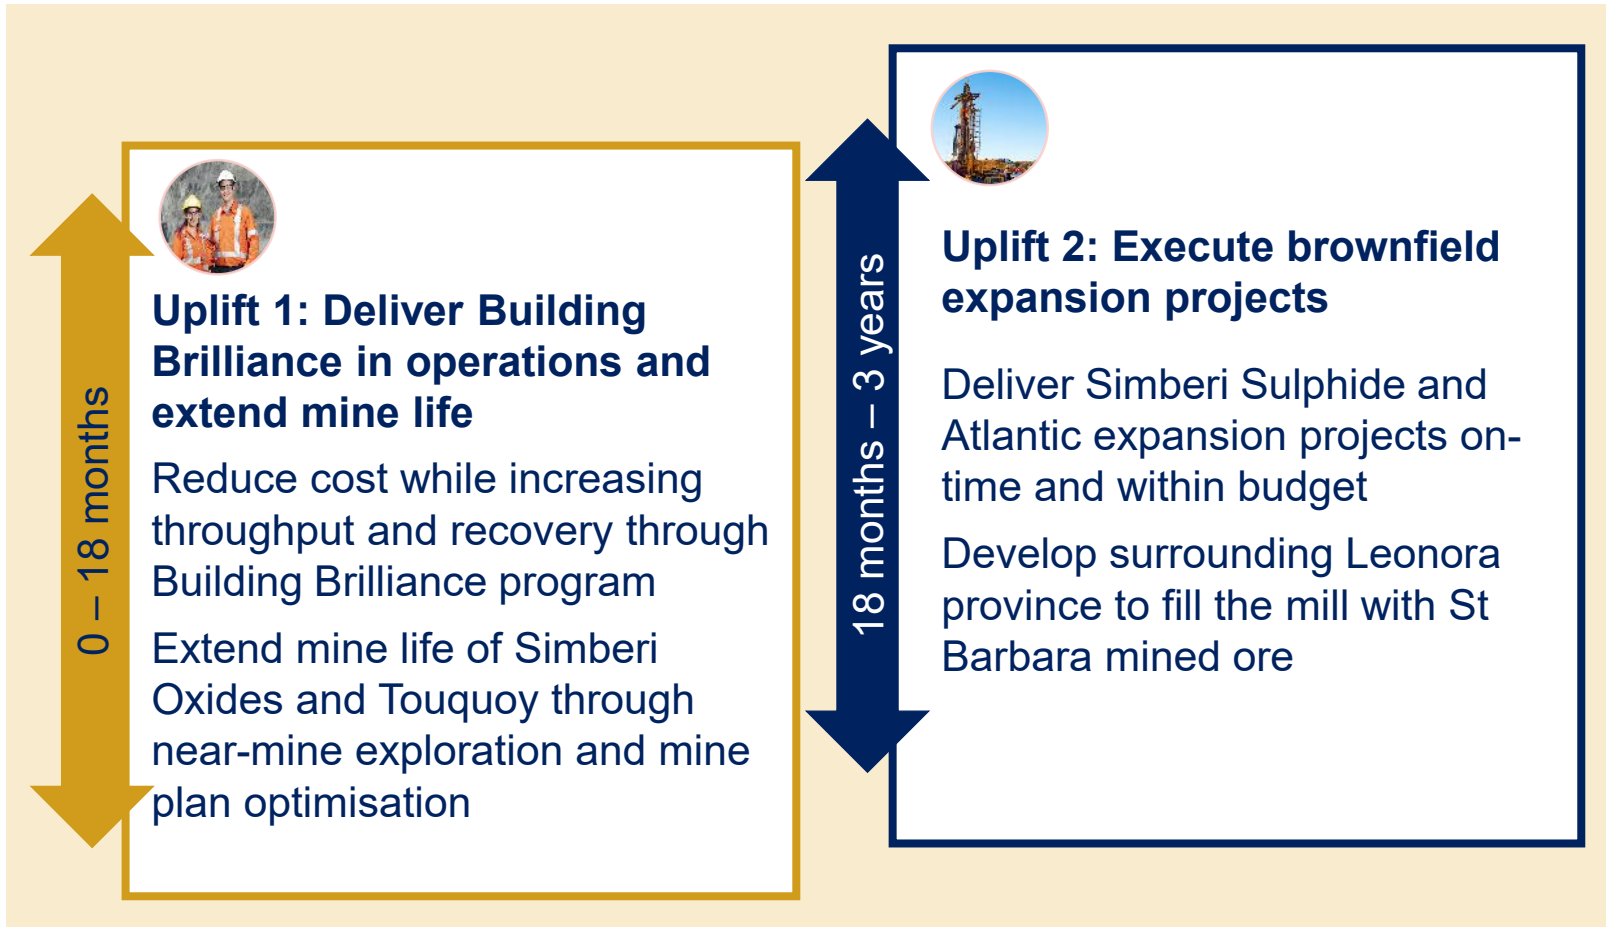 0 – 18 months
Uplift 1: Deliver Building
Brilliance in operations and
extend mine life
Reduce cost while increasing
throughput and recovery through
Building Brilliance program
Extend mine life of Simberi
Oxides and Touquoy through
near-mine exploration and mine
plan optimisation
18 months – 3 years
Uplift 2: Execute brownfield
expansion projects
Deliver Simberi Sulphide and
Atlantic expansion projects on-
time and within budget
Develop surrounding Leonora
province to fill the mill with St
Barbara mined ore